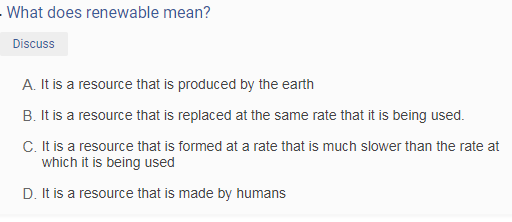 What does renewable mean?
Discuss
A. It is a resource that is produced by the earth
B. It is a resource that is replaced at the same rate that it is being used.
C. It is a resource that is formed at a rate that is much slower than the rate at
which it is being used
D. It is a resource that is made by humans